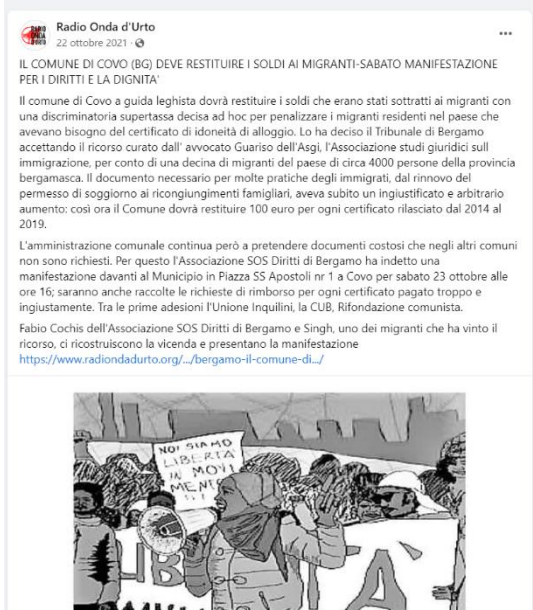 RADIO
ONDA
D'URTO
Radio Onda d'Urto
22 ottobre 2021 ·
IL COMUNE DI COVO (BG) DEVE RESTITUIRE I SOLDI AI MIGRANTI-SABATO MANIFESTAZIONE
PER I DIRITTI E LA DIGNITA'
Il comune di Covo a guida leghista dovrà restituire i soldi che erano stati sottratti ai migranti con
una discriminatoria supertassa decisa ad hoc per penalizzare i migranti residenti nel paese che
avevano bisogno del certificato di idoneità di alloggio. Lo ha deciso il Tribunale di Bergamo
accettando il ricorso curato dall' avvocato Guariso dell'Asgi, l'Associazione studi giuridici sull
immigrazione, per conto di una decina di migranti del paese di circa 4000 persone della provincia
bergamasca. Il documento necessario per molte pratiche degli immigrati, dal rinnovo del
permesso di soggiorno ai ricongiungimenti famigliari, aveva subito un ingiustificato e arbitrario
aumento: così ora il Comune dovrà restituire 100 euro per ogni certificato rilasciato dal 2014 al
2019.
L'amministrazione comunale continua però a pretendere documenti costosi che negli altri comuni
non sono richiesti. Per questo l'Associazione SOS Diritti di Bergamo ha indetto una
manifestazione davanti al Municipio in Piazza SS Apostoli nr 1 a Covo per sabato 23 ottobre alle
ore 16; saranno anche raccolte le richieste di rimborso per ogni certificato pagato troppo e
ingiustamente. Tra le prime adesioni l'Unione Inquilini, la CUB, Rifondazione comunista.
Fabio Cochis dell'Associazione SOS Diritti di Bergamo e Singh, uno dei migranti che ha vinto il
ricorso, ci ricostruiscono la vicenda e presentano la manifestazione
https://www.radiondadurto.org/.../bergamo-il-comune-di.../
NOI SIAMO
LIBERTA'
IN MOVI
MENTO
!!
IB
A'